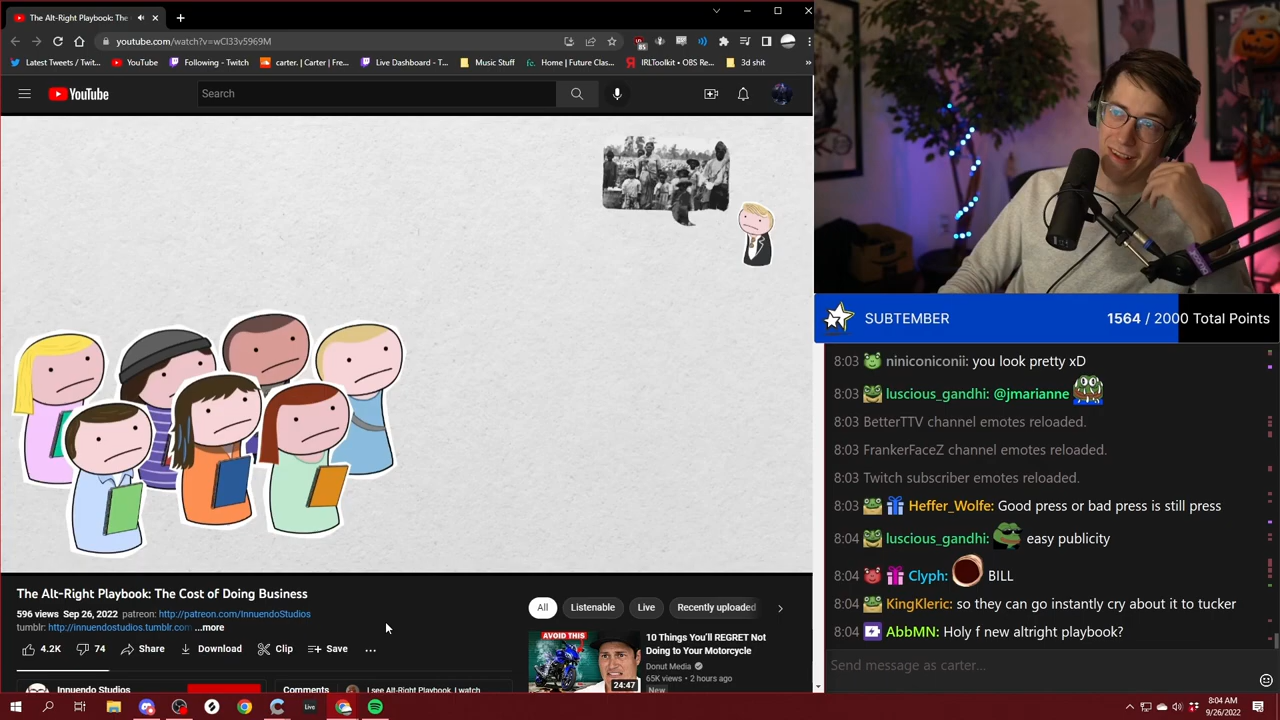 The Alt-Right Playbook: The
youtube.com/watch?v=wCl33v5969M
85
Latest Tweets / Twit...
YouTube
Following - Twitch
carter. | Carter | Fre...
Live Dashboard - T...
Music Stuff
Home | Future Clas...
IRLToolkit • OBS Re...
3d shit
»
YouTube
Search
SUBTEMBER
1564 / 2000 Total Points
8:03 niniconiconii: you look pretty xD
8:03 luscious_gandhi: @jmarianne
8:03 BetterTTV channel emotes reloaded.
8:03 FrankerFaceZ channel emotes reloaded.
8:03 Twitch subscriber emotes reloaded.
8:03 Heffer_Wolfe: Good press or bad press is still press
8:04 luscious_gandhi: easy publicity
8:04 Clyph: BILL
8:04 KingKleric: so they can go instantly cry about it to tucker
8:04 AbbMN: Holy f new altright playbook?
Send message as carter...
The Alt-Right Playbook: The Cost of Doing Business
596 views Sep 26, 2022 patreon: http://patreon.com/InnuendoStudios
tumblr: http://innuendostudios.tumblr.com ...more
4.2K
74
Share
Download
Clip
Save
Innuendo Studios
Comments
I see Alt-Right Playbook, I watch
All
Listenable
Live
Recently uploaded
AVOID THIS
24:47
10 Things You'll REGRET Not
Doing to Your Motorcycle
Donut Media
65K views • 2 hours ago
New
Live
8:04 AM
9/26/2022